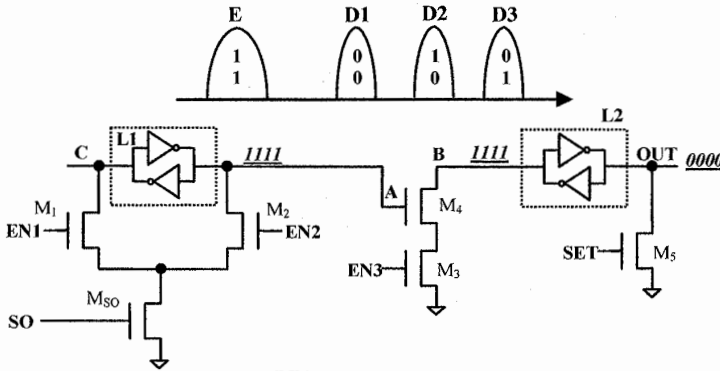 E D1 D2 D3
1 0 1 0
1 0 0 1
L1 L2
C 1111 B 1111 OUT 0000
A
M1 M2 M4
EN1 EN2
EN3 M3 SET M5
MSO
SO